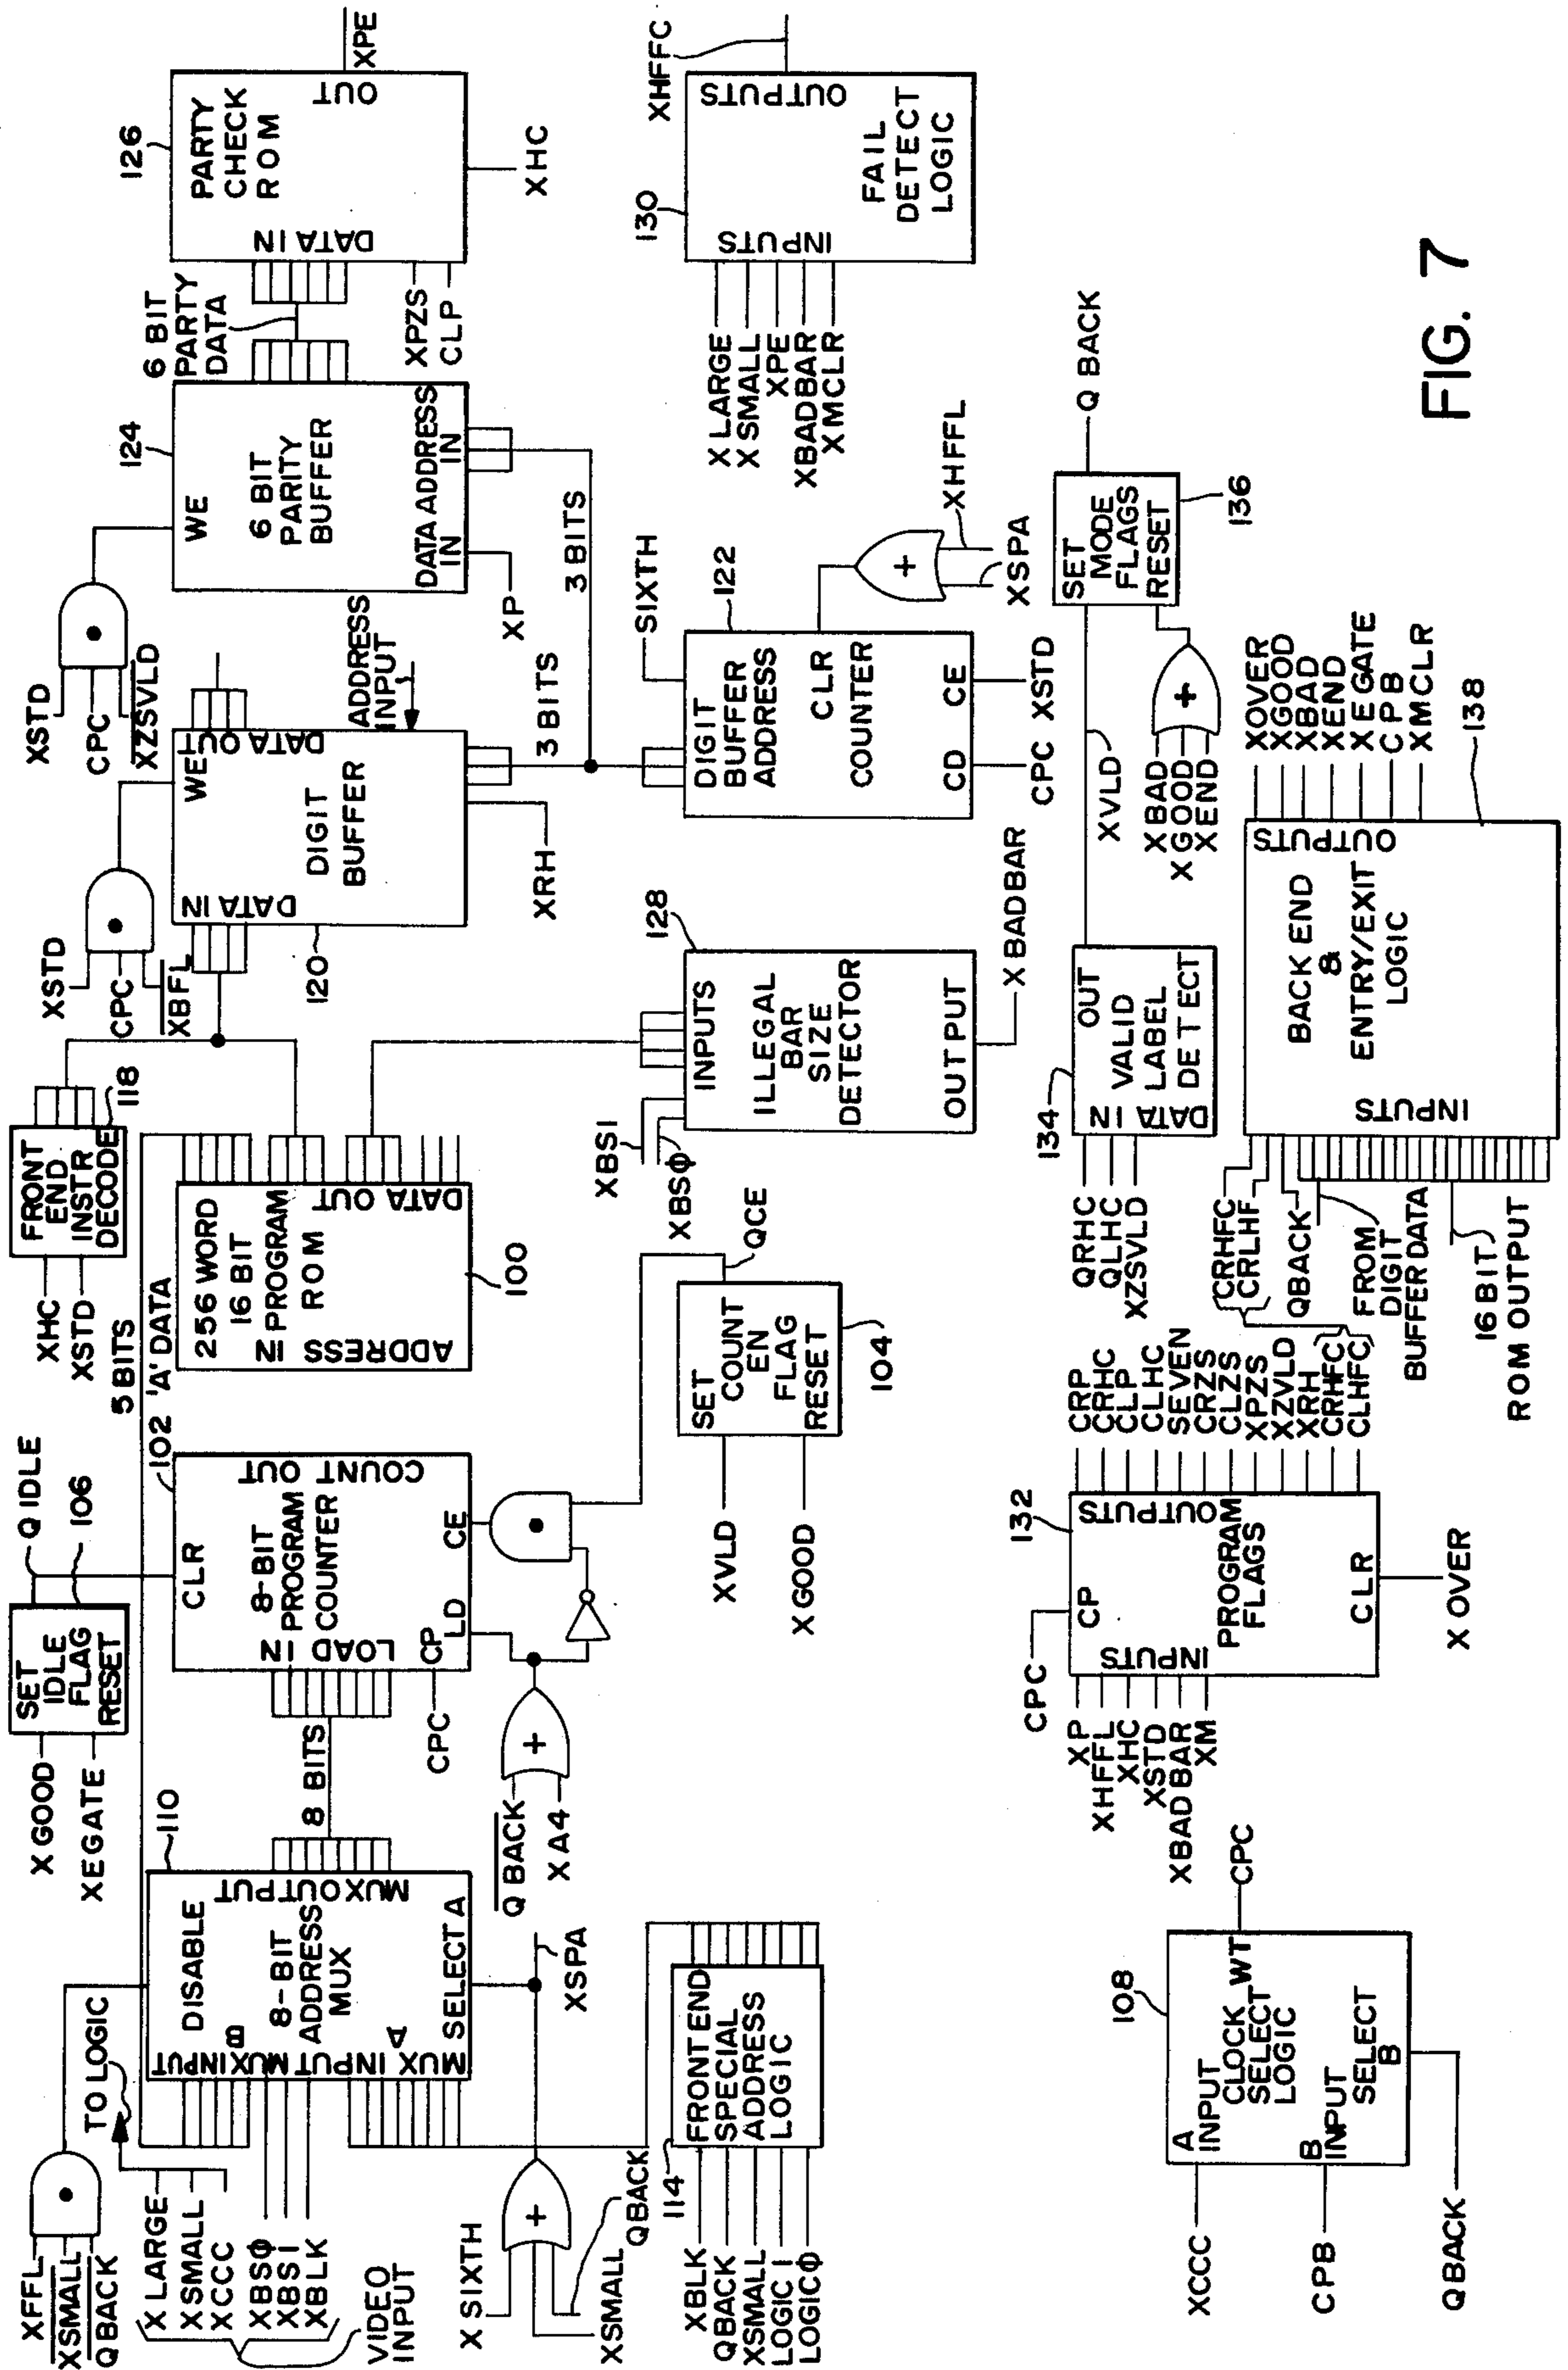 XFFL
XSMALL
QBACK
X LARGE
XSMALL
XCCC
TO LOGIC
XBSΦ
XBSI
XBLK
VIDEO
INPUT
DISABLE
MUX INPUT
B
8-BIT
ADDRESS
MUX
MUX INPUT
A
MUX OUTPUT
SELECT A
110
X SIXTH
XSMALL
QBACK
XSPA
XBLK
QBACK
XSMALL
LOGIC I
LOGICΦ
114
FRONT END
SPECIAL
ADDRESS
LOGIC
X GOOD
XEGATE
SET
IDLE
FLAG
RESET
106
Q IDLE
8 BITS
102
CLR
8-BIT
PROGRAM
COUNTER
LOAD IN
COUNT OUT
CP
LD
CE
CPC
Q BACK
X A4
5 BITS
'A' DATA
XVLD
X GOOD
SET
COUNT
EN
FLAG
RESET
104
QCE
XHC
XSTD
FRONT
END
INSTR
DECODE
118
256 WORD
16 BIT
PROGRAM
ROM
ADDRESS IN
DATA OUT
100
XSTD
CPC
XBFL
DATA IN
WE
DATA OUT
DIGIT
BUFFER
120
ADDRESS
INPUT
XRH
3 BITS
3 BITS
XSTD
CPC
XZSVLD
WE
6 BIT
PARITY
BUFFER
DATA
IN
ADDRESS
IN
124
XP
6 BIT
PARTY
DATA
126
PARTY
CHECK
ROM
DATA IN
OUT
XPE
XPZS
CLP
XHC
XBSI
XBSΦ
INPUTS
ILLEGAL
BAR
SIZE
DETECTOR
OUTPUT
128
X BADBAR
SIXTH
122
DIGIT
BUFFER
ADDRESS
CLR
COUNTER
CD
CE
CPC
XSTD
XHFFL
XSPA
X LARGE
X SMALL
XPE
XBADBAR
XMCLR
130
INPUTS
OUTPUTS
FAIL
DETECT
LOGIC
XHFFC
XCCC
CPB
QBACK
108
A
INPUT
CLOCK
SELECT
LOGIC
WT
B
INPUT
SELECT
B
CPC
CPC
XP
XHFFL
XHC
XSTD
XBAD BAR
XM
132
CP
INPUTS
OUTPUTS
PROGRAM
FLAGS
CLR
X OVER
CRP
CRHC
CLP
CLHC
SEVEN
CRZS
CLZS
XPZS
XZVLD
XRH
CRHFC
CLHFC
QRHC
QLHC
XZSVLD
134
DATA IN
OUT
VALID
LABEL
DETECT
XVLD
XBAD
X GOOD
XEND
SET
MODE
FLAGS
RESET
136
Q BACK
CRHFC
CRLHF
QBACK
FROM
DIGIT
BUFFER DATA
16 BIT
ROM OUTPUT
INPUTS
BACK END
&
ENTRY/EXIT
LOGIC
OUTPUTS
138
XOVER
XGOOD
XBAD
XEND
XEGATE
CPB
XMCLR
FIG. 7